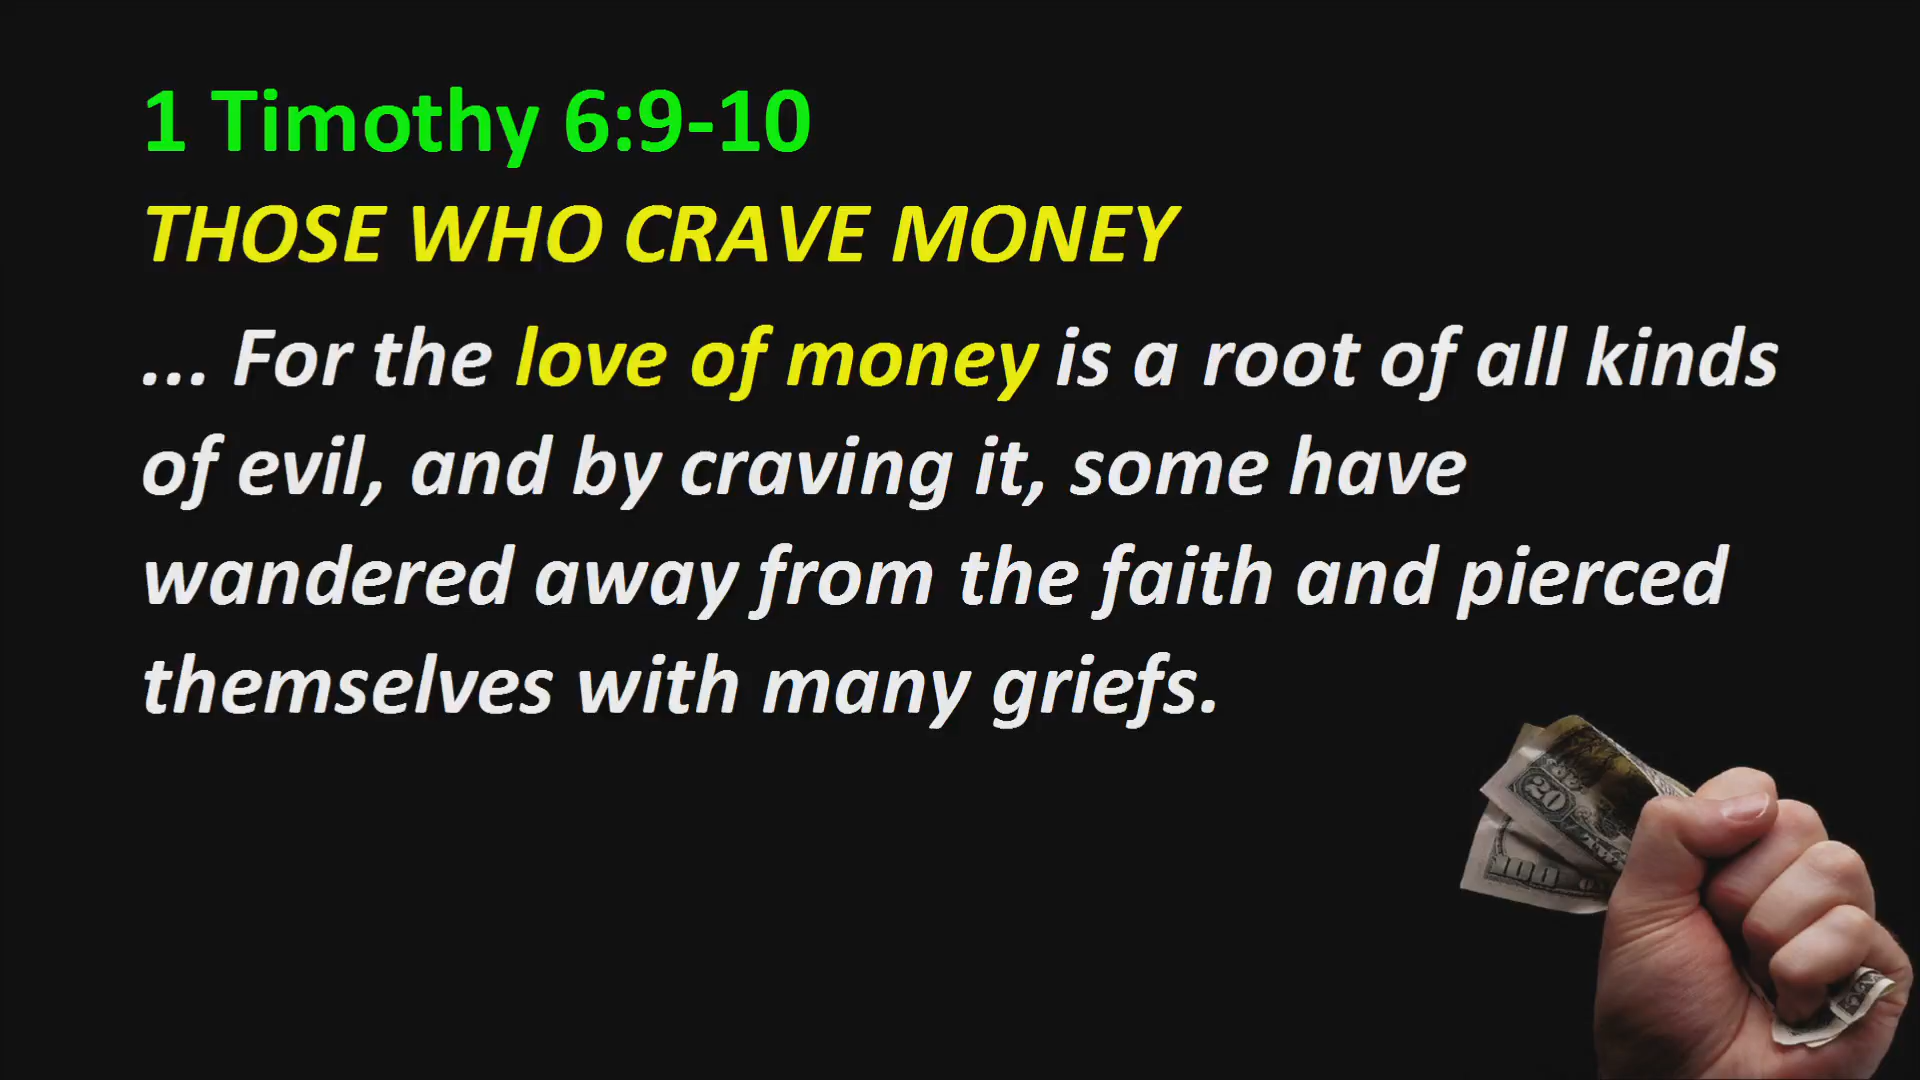 1 Timothy 6:9-10
THOSE WHO CRAVE MONEY
... For the love of money is a root of all kinds
of evil, and by craving it, some have
wandered away from the faith and pierced
themselves with many griefs.
20
100